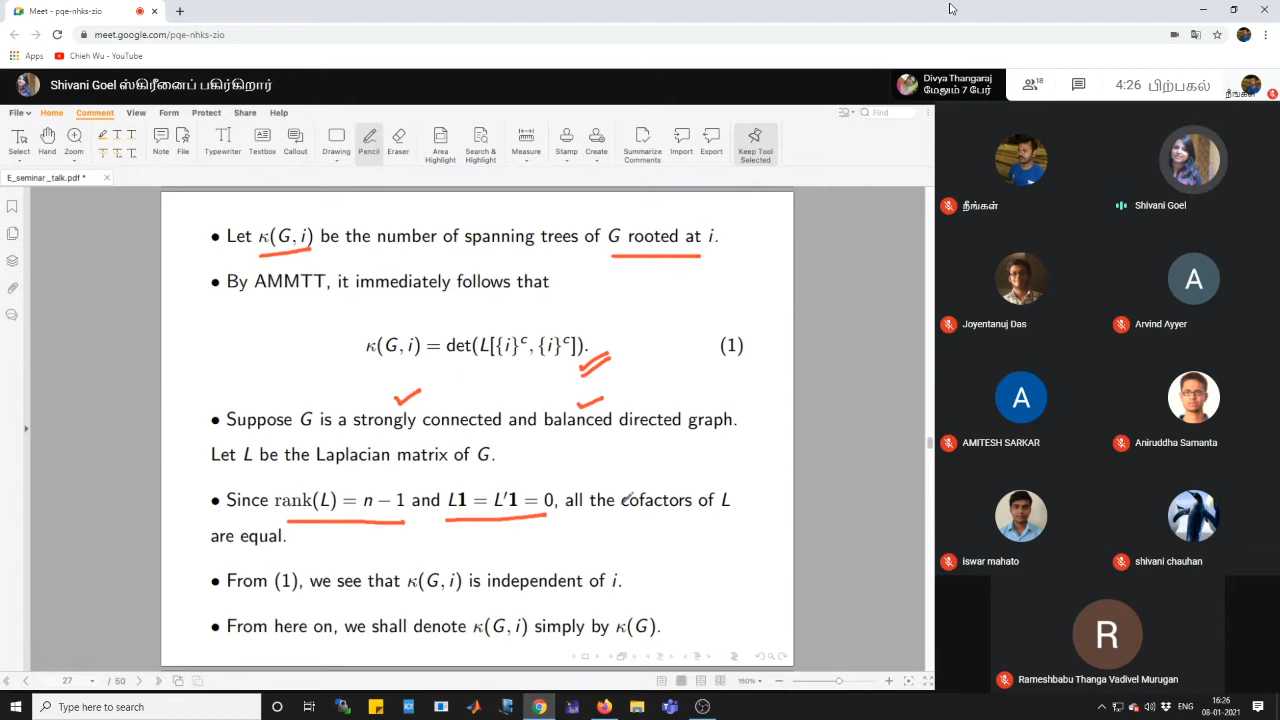 Meet - pqe-nhks-zio
meet.google.com/pqe-nhks-zio
Apps
Chieh Wu - YouTube
Shivani Goel ஸ்கிரீனைப் பகிர்கிறார்
Divya Thangaraj
மேலும் 7 பேர்
18
4:26 பிற்பகல்
நீங்கள்
File Home Comment View Form Protect Share Help
Find
Select Hand Zoom Note File Typewriter Textbox Callout Drawing Pencil Eraser Area Highlight Search & Highlight Measure Stamp Create Summarize Comments Import Export Keep Tool Selected
E_seminar _talk.pdf *
• Let κ(G, i) be the number of spanning trees of G rooted at i.
• By AMMTT, it immediately follows that
κ(G, i) = det(L[{i}ᶜ, {i}ᶜ]). (1)
• Suppose G is a strongly connected and balanced directed graph.
Let L be the Laplacian matrix of G.
• Since rank(L) = n − 1 and L1 = L′1 = 0, all the cofactors of L
are equal.
• From (1), we see that κ(G, i) is independent of i.
• From here on, we shall denote κ(G, i) simply by κ(G).
27 / 50
150%
நீங்கள்
Shivani Goel
Joyentanuj Das
A
Arvind Ayyer
A
AMITESH SARKAR
Aniruddha Samanta
iswar mahato
shivani chauhan
R
Rameshbabu Thanga Vadivel Murugan
Type here to search
ENG
16:26
08-01-2021